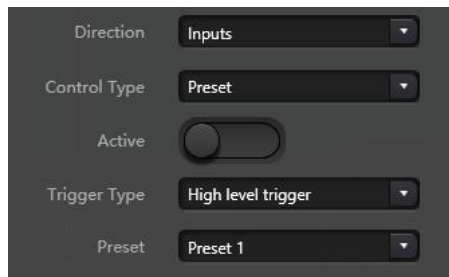 Direction Inputs
Control Type Preset
Active
Trigger Type High level trigger
Preset Preset 1